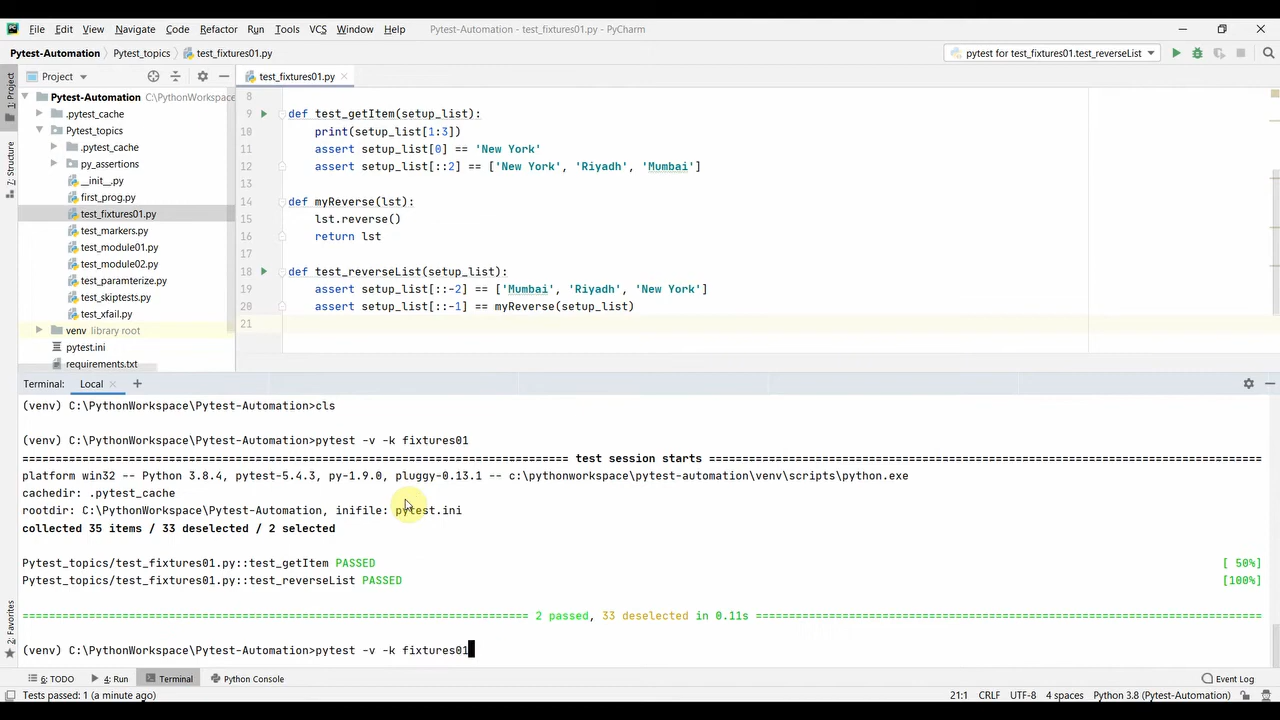 File Edit View Navigate Code Refactor Run Tools VCS Window Help Pytest-Automation - test_fixtures01.py - PyCharm
Pytest-Automation Pytest_topics test_fixtures01.py pytest for test_fixtures01.test_reverseList
1: Project
7: Structure
2: Favorites
Project
Pytest-Automation C:\PythonWorkspace
.pytest_cache
Pytest_topics
.pytest_cache
py_assertions
__init__.py
first_prog.py
test_fixtures01.py
test_markers.py
test_module01.py
test_module02.py
test_paramterize.py
test_skiptests.py
test_xfail.py
venv library root
pytest.ini
requirements.txt
test_fixtures01.py
8
9 def test_getItem(setup_list):
10 print(setup_list[1:3])
11 assert setup_list[0] == 'New York'
12 assert setup_list[::2] == ['New York', 'Riyadh', 'Mumbai']
13
14 def myReverse(lst):
15 lst.reverse()
16 return lst
17
18 def test_reverseList(setup_list):
19 assert setup_list[::-2] == ['Mumbai', 'Riyadh', 'New York']
20 assert setup_list[::-1] == myReverse(setup_list)
21
Terminal: Local
(venv) C:\PythonWorkspace\Pytest-Automation>cls
(venv) C:\PythonWorkspace\Pytest-Automation>pytest -v -k fixtures01
test session starts
platform win32 -- Python 3.8.4, pytest-5.4.3, py-1.9.0, pluggy-0.13.1 -- c:\pythonworkspace\pytest-automation\venv\scripts\python.exe
cachedir: .pytest_cache
rootdir: C:\PythonWorkspace\Pytest-Automation, inifile: pytest.ini
collected 35 items / 33 deselected / 2 selected
Pytest_topics/test_fixtures01.py::test_getItem PASSED [ 50%]
Pytest_topics/test_fixtures01.py::test_reverseList PASSED [100%]
2 passed, 33 deselected in 0.11s
(venv) C:\PythonWorkspace\Pytest-Automation>pytest -v -k fixtures01
6: TODO 4: Run Terminal Python Console Event Log
Tests passed: 1 (a minute ago) 21:1 CRLF UTF-8 4 spaces Python 3.8 (Pytest-Automation)